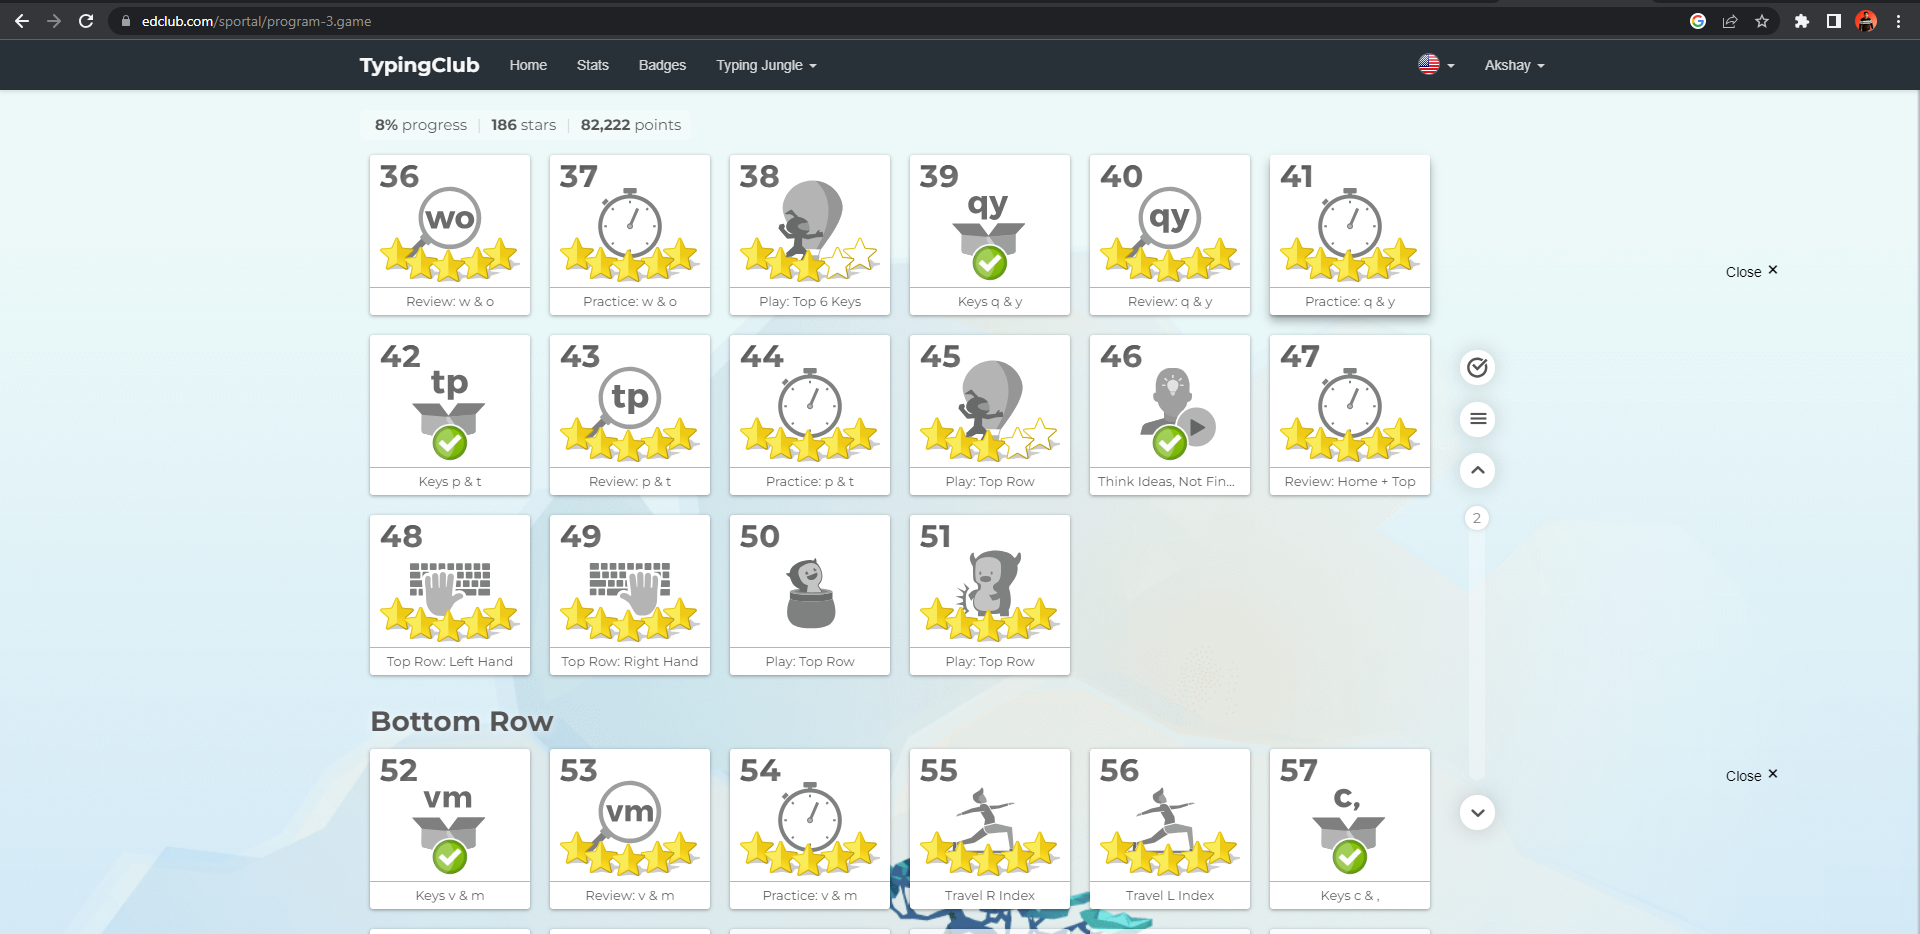 edclub.com/sportal/program-3.game
TypingClub Home Stats Badges Typing Jungle Akshay
8% progress 186 stars 82,222 points
36 37 38 39 40 41
wo qy qy
Review: w & o Practice: w & o Play: Top 6 Keys Keys q & y Review: q & y Practice: q & y
Close ×
42 43 44 45 46 47
tp tp
Keys p & t Review: p & t Practice: p & t Play: Top Row Think Ideas, Not Fin... Review: Home + Top
2
48 49 50 51
Top Row: Left Hand Top Row: Right Hand Play: Top Row Play: Top Row
Bottom Row
52 53 54 55 56 57
vm vm c,
Close ×
Keys v & m Review: v & m Practice: v & m Travel R Index Travel L Index Keys c & ,